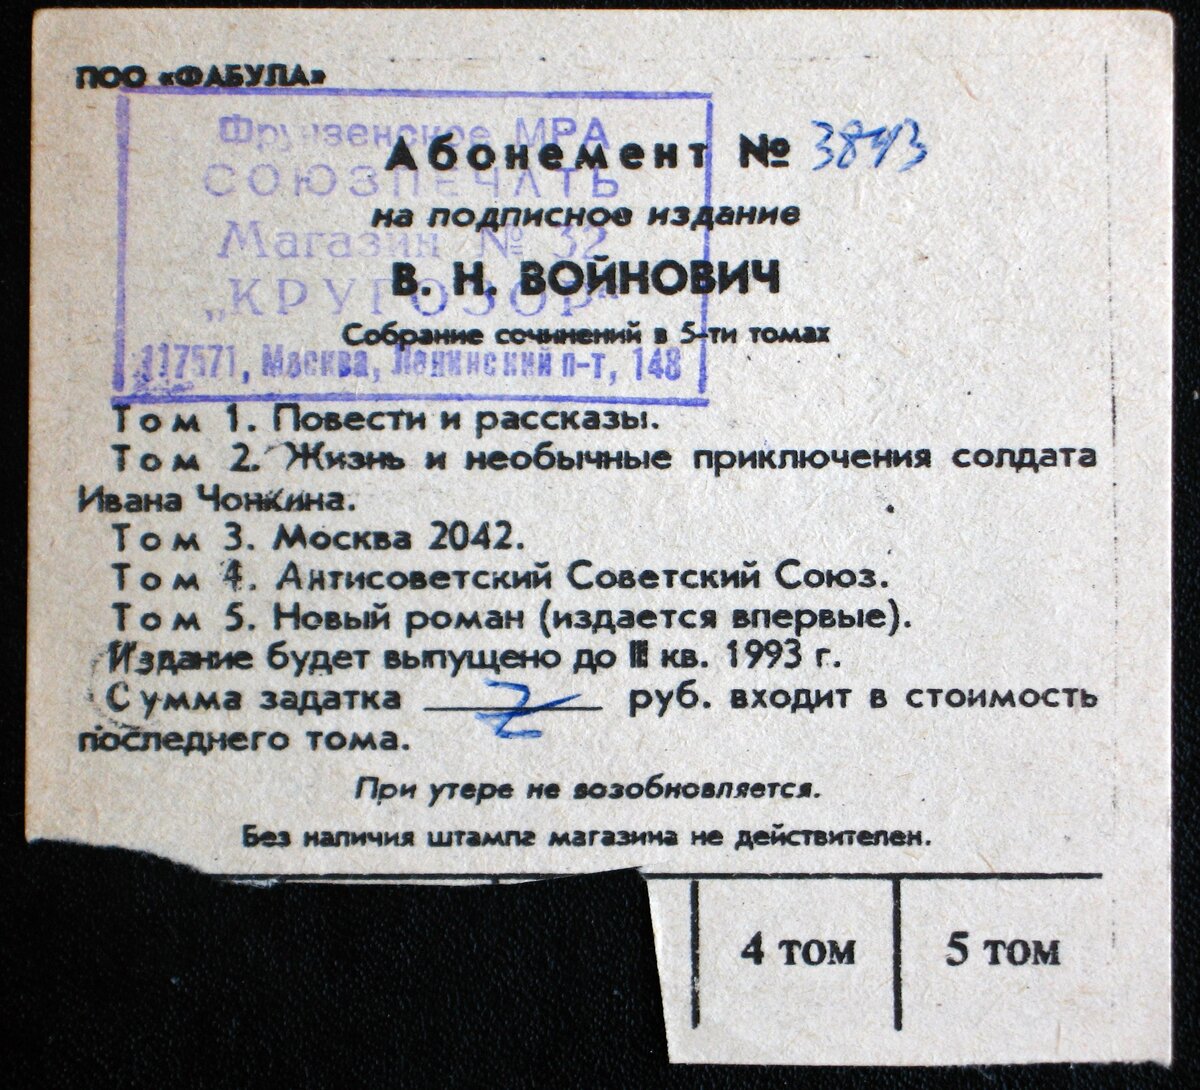 ПОО «ФАБУЛА»
Фрунзенское МРА
СОЮЗПЕЧАТЬ
Магазин № 32
„КРУГОЗОР“
117571, Москва, Ленинский п-т, 148
Абонемент № 3843
на подписное издание
В. Н. ВОЙНОВИЧ
Собрание сочинений в 5-ти томах
Том 1. Повести и рассказы.
Том 2. Жизнь и необычные приключения солдата
Ивана Чонкина.
Том 3. Москва 2042.
Том 4. Антисоветский Советский Союз.
Том 5. Новый роман (издается впервые).
Издание будет выпущено до III кв. 1993 г.
Сумма задатка руб. входит в стоимость
последнего тома.
При утере не возобновляется.
Без наличия штампа магазина не действителен.
4 том 5 том